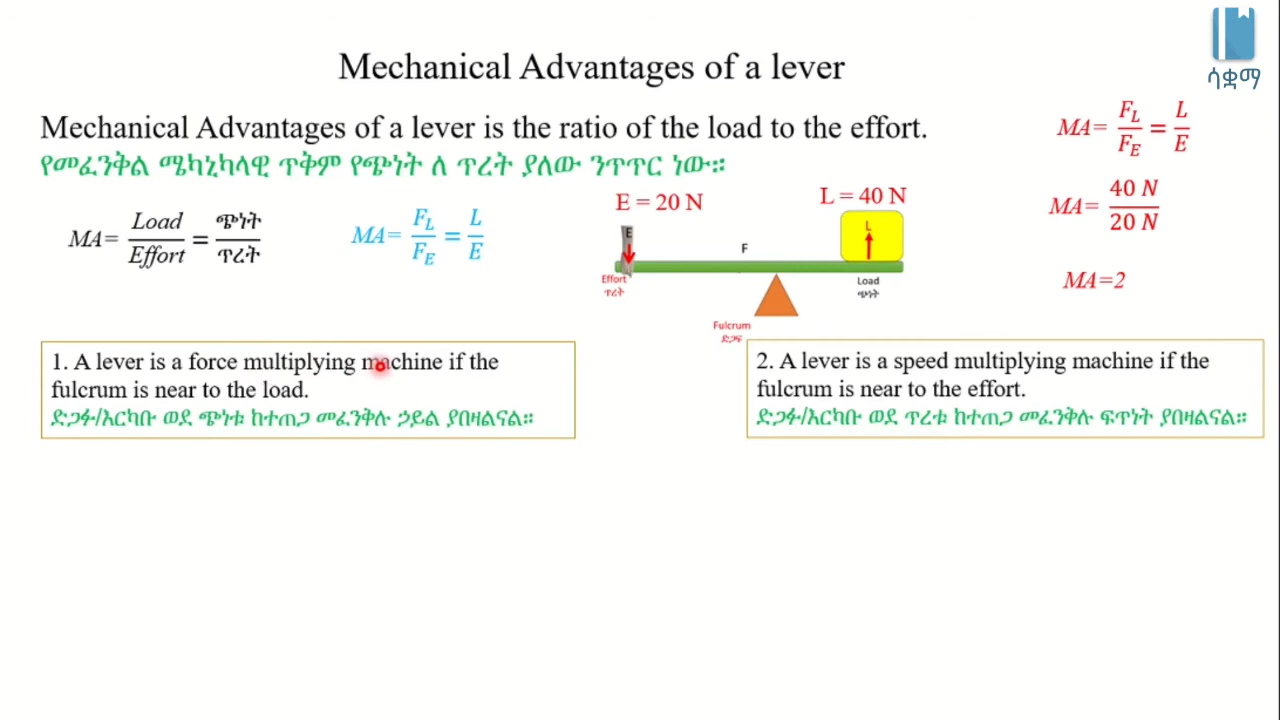 ሳቋማ
Mechanical Advantages of a lever
Mechanical Advantages of a lever is the ratio of the load to the effort.
የመፈንቅል ሜካኒካላዊ ጥቅም የጭነት ለ ጥረት ያለው ንጥጥር ነው።
MA= Load/Effort = ጭነት/ጥረት
MA= F_L/F_E = L/E
E = 20 N
L = 40 N
E
L
F
Effort
ጥረት
Load
ጭነት
Fulcrum
ድጋፍ
MA= F_L/F_E = L/E
MA= 40 N/20 N
MA=2
1. A lever is a force multiplying machine if the
fulcrum is near to the load.
ድጋፉ/እርካቡ ወደ ጭነቱ ከተጠጋ መፈንቅሉ ኃይል ያበዛልናል።
2. A lever is a speed multiplying machine if the
fulcrum is near to the effort.
ድጋፉ/እርካቡ ወደ ጥረቱ ከተጠጋ መፈንቅሉ ፍጥነት ያበዛልናል።